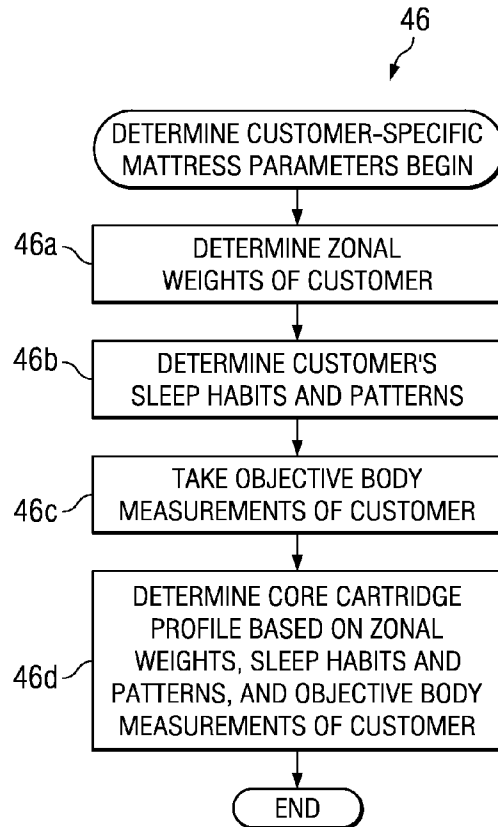 46
DETERMINE CUSTOMER-SPECIFIC
MATTRESS PARAMETERS BEGIN
46a
DETERMINE ZONAL
WEIGHTS OF CUSTOMER
46b
DETERMINE CUSTOMER'S
SLEEP HABITS AND PATTERNS
46c
TAKE OBJECTIVE BODY
MEASUREMENTS OF CUSTOMER
46d
DETERMINE CORE CARTRIDGE
PROFILE BASED ON ZONAL
WEIGHTS, SLEEP HABITS AND
PATTERNS, AND OBJECTIVE BODY
MEASUREMENTS OF CUSTOMER
END